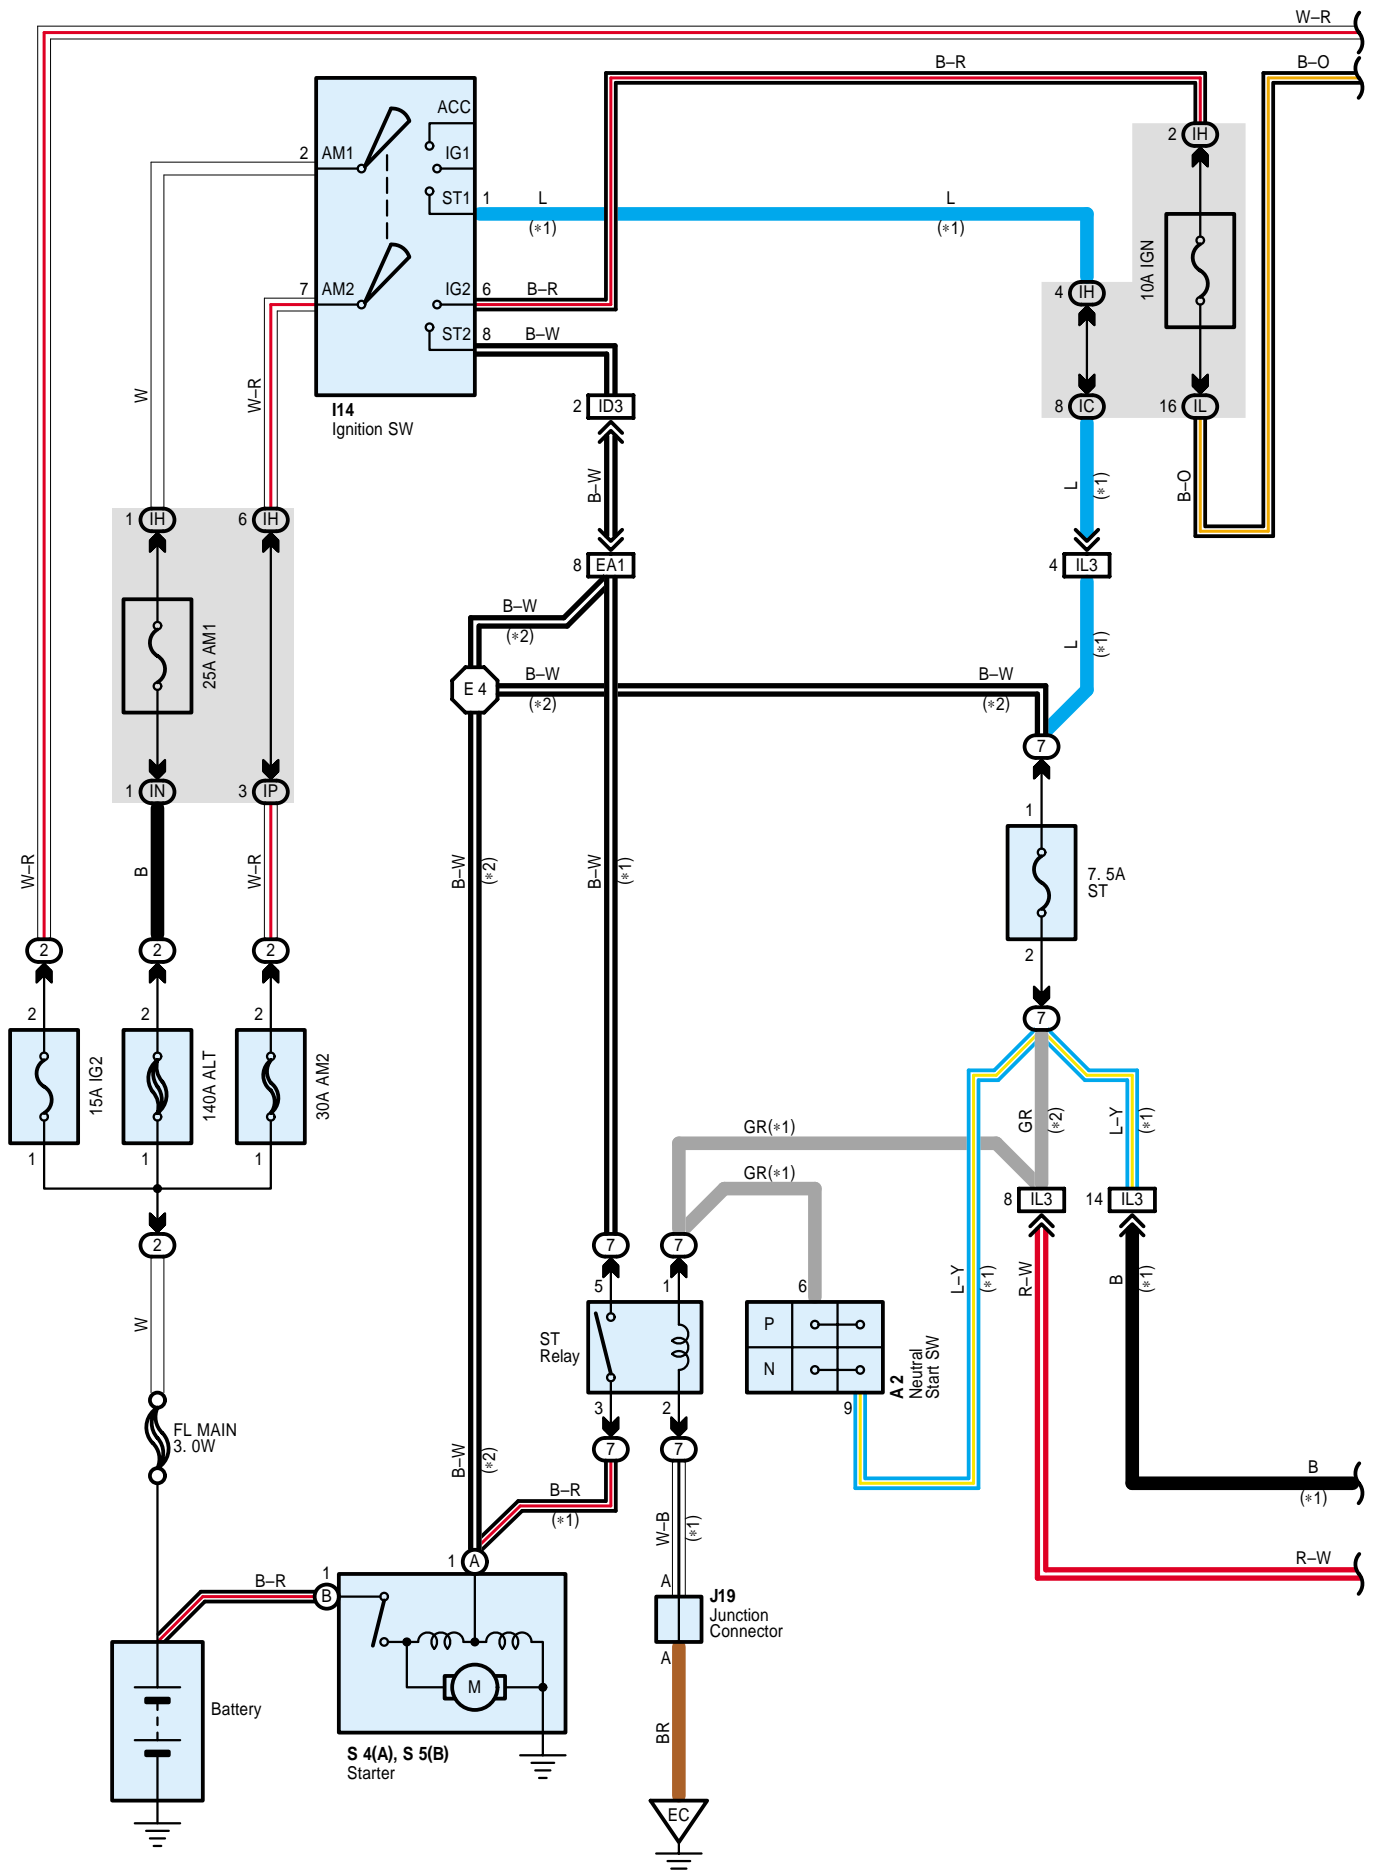 W–R
B–O
B–R
ACC
2 AM1
IG1
ST1 1
L
(*1)
L
(*1)
2 IH
10A IGN
4 IH
8 IC
16 IL
7 AM2
IG2 6
B–R
ST2 8
B–W
I14
Ignition SW
W
W–R
2 ID3
B–W
L
(*1)
B–O
1 IH
6 IH
8 EA1
4 IL3
25A AM1
B–W
(*2)
L
(*1)
E 4
B–W
(*2)
B–W
(*2)
7
1 IN
3 IP
1
7. 5A
ST
2
W–R
B
W–R
B–W
(*2)
B–W
(*1)
2
2
2
7
2
2
2
15A IG2
140A ALT
30A AM2
1
1
1
GR(*1)
GR(*1)
GR
(*2)
L–Y
(*1)
8 IL3
14 IL3
2
7
7
5
1
6
L–Y
(*1)
R–W
B
(*1)
W
ST
Relay
P
N
A 2
Neutral
Start SW
3
2
9
7
7
FL MAIN
3. 0W
B–W
(*2)
B–R
(*1)
W–B
(*1)
B
(*1)
R–W
1 A
1
B
B–R
A
J19
Junction
Connector
A
M
Battery
BR
S 4(A), S 5(B)
Starter
EC